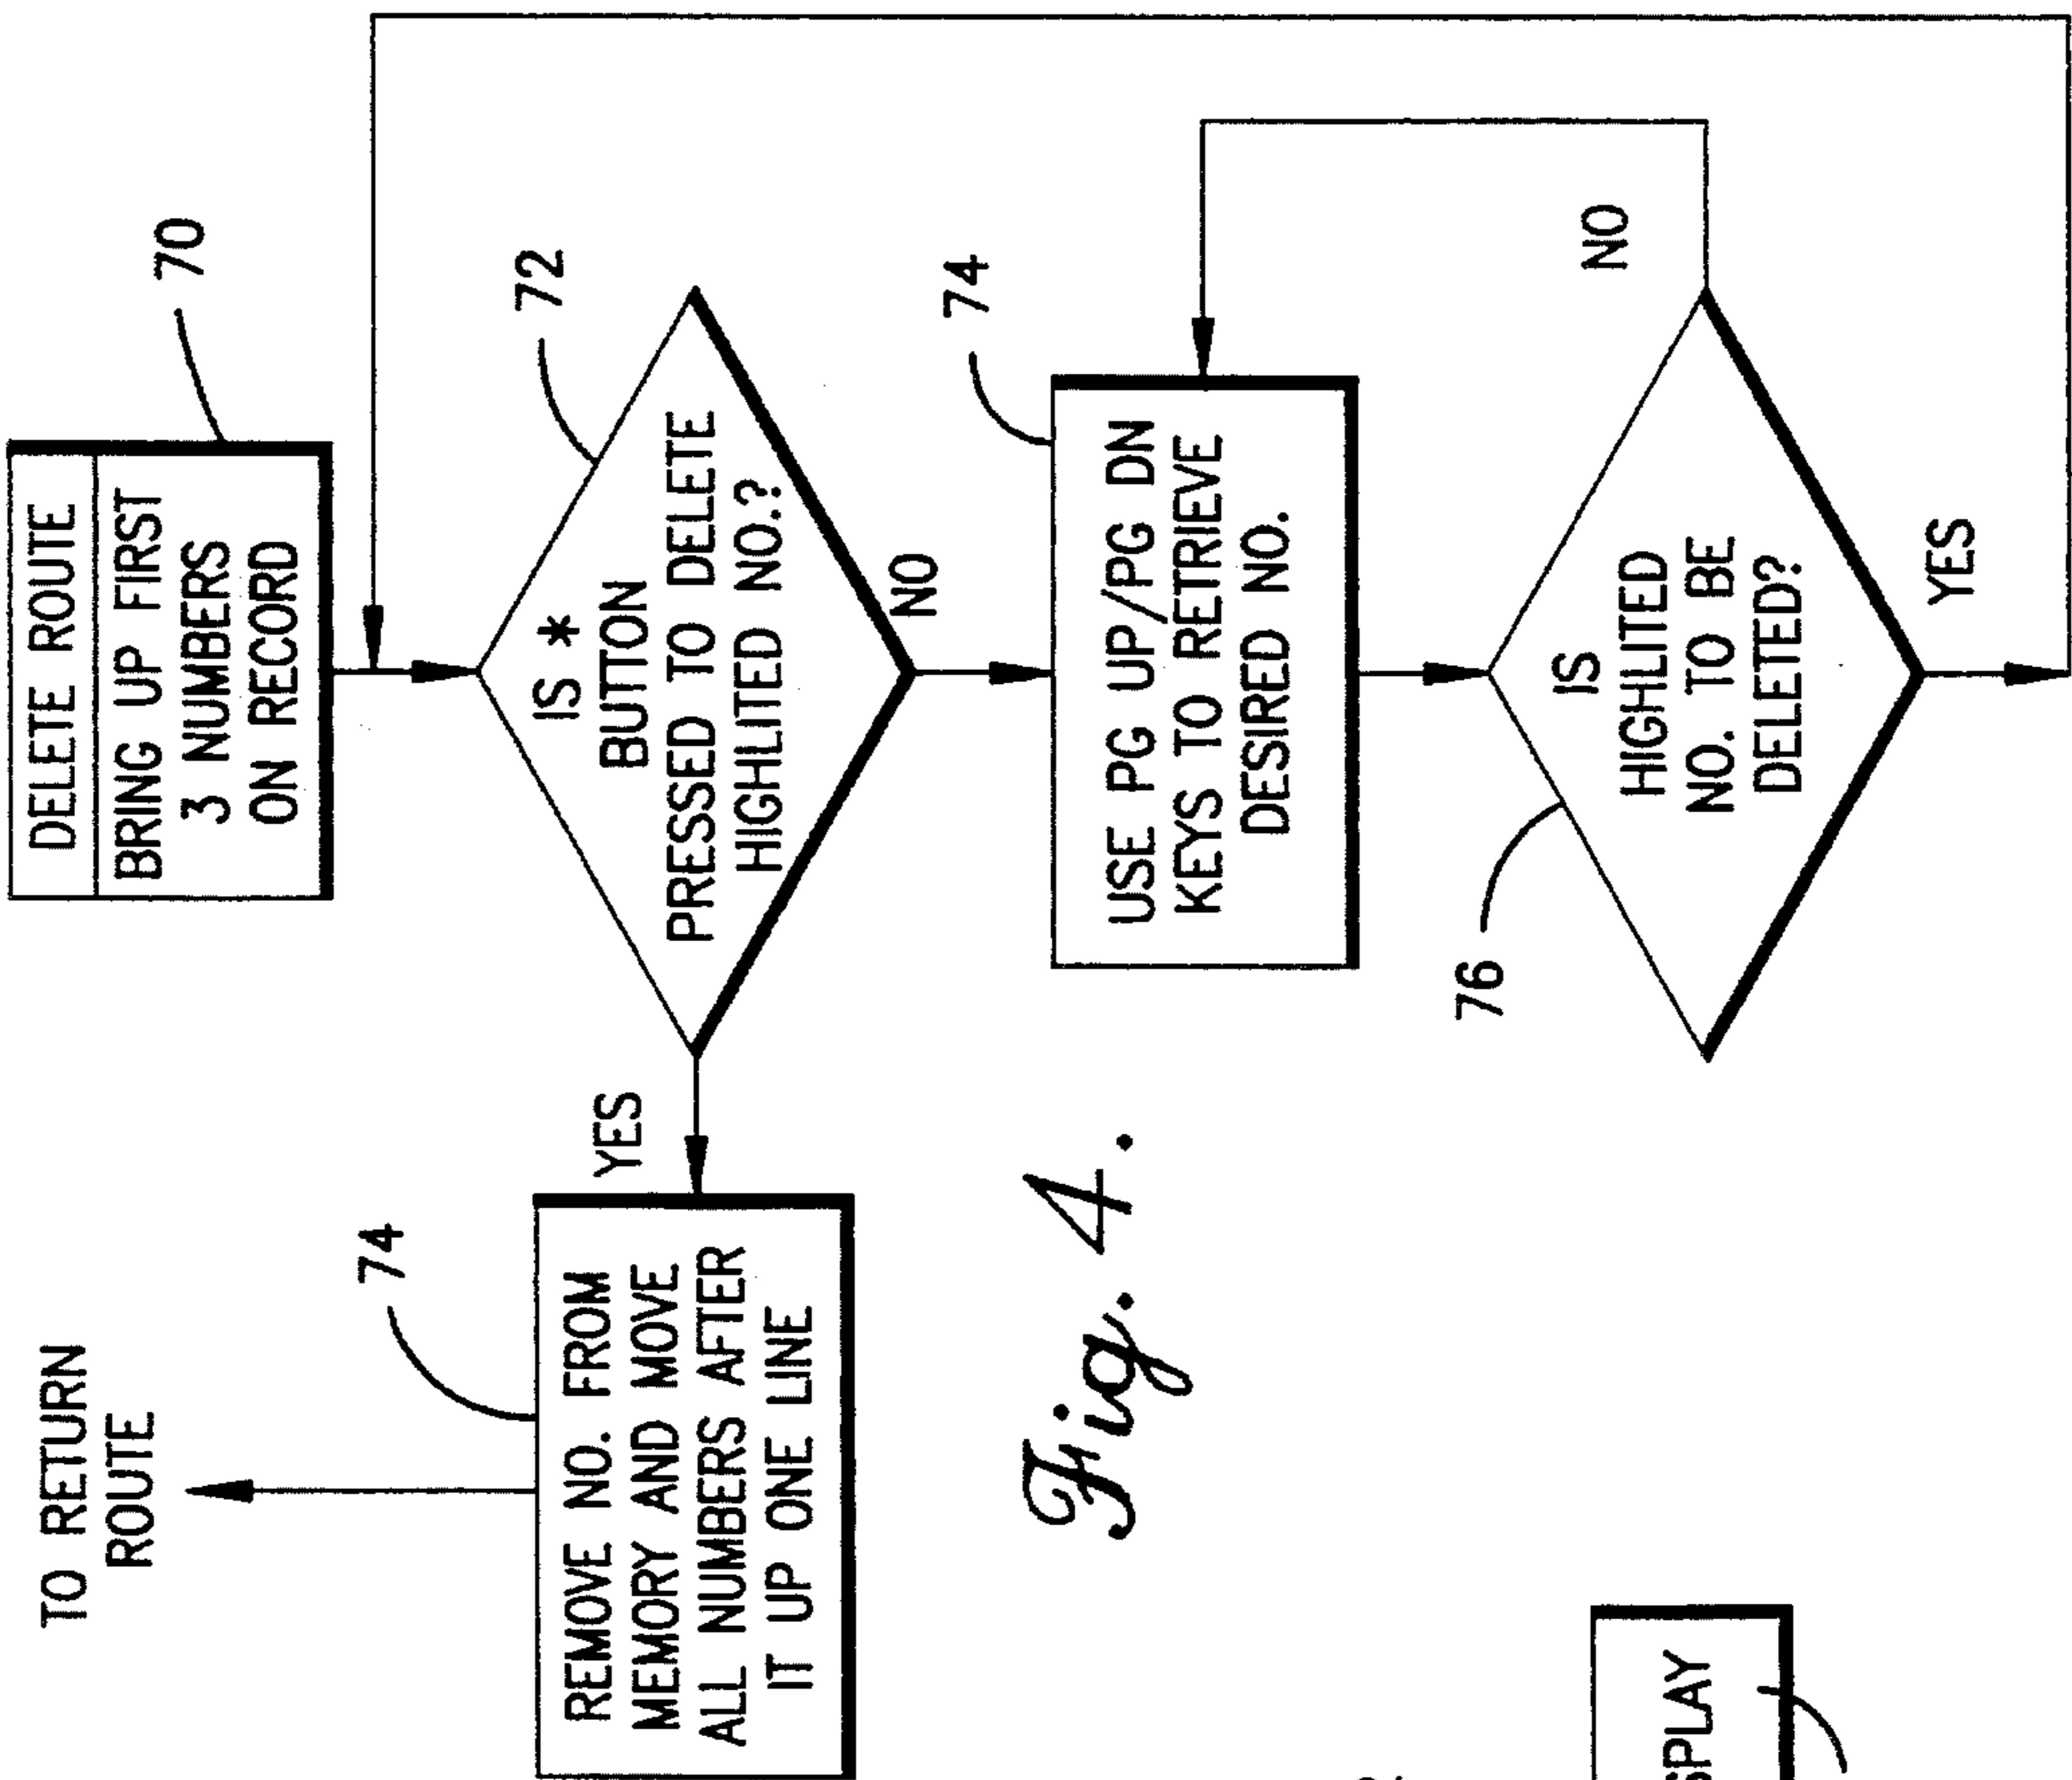 DELETE ROUTE
BRING UP FIRST
3 NUMBERS
ON RECORD
70
IS *
BUTTON
PRESSED TO DELETE
HIGHLITED NO.?
72
YES
NO
TO RETURN
ROUTE
REMOVE NO. FROM
MEMORY AND MOVE
ALL NUMBERS AFTER
IT UP ONE LINE
74
USE PG UP/PG DN
KEYS TO RETRIEVE
DESIRED NO.
74
IS
HIGHLITED
NO. TO BE
DELETED?
76
NO
YES
Fig. 4.
SPLAY